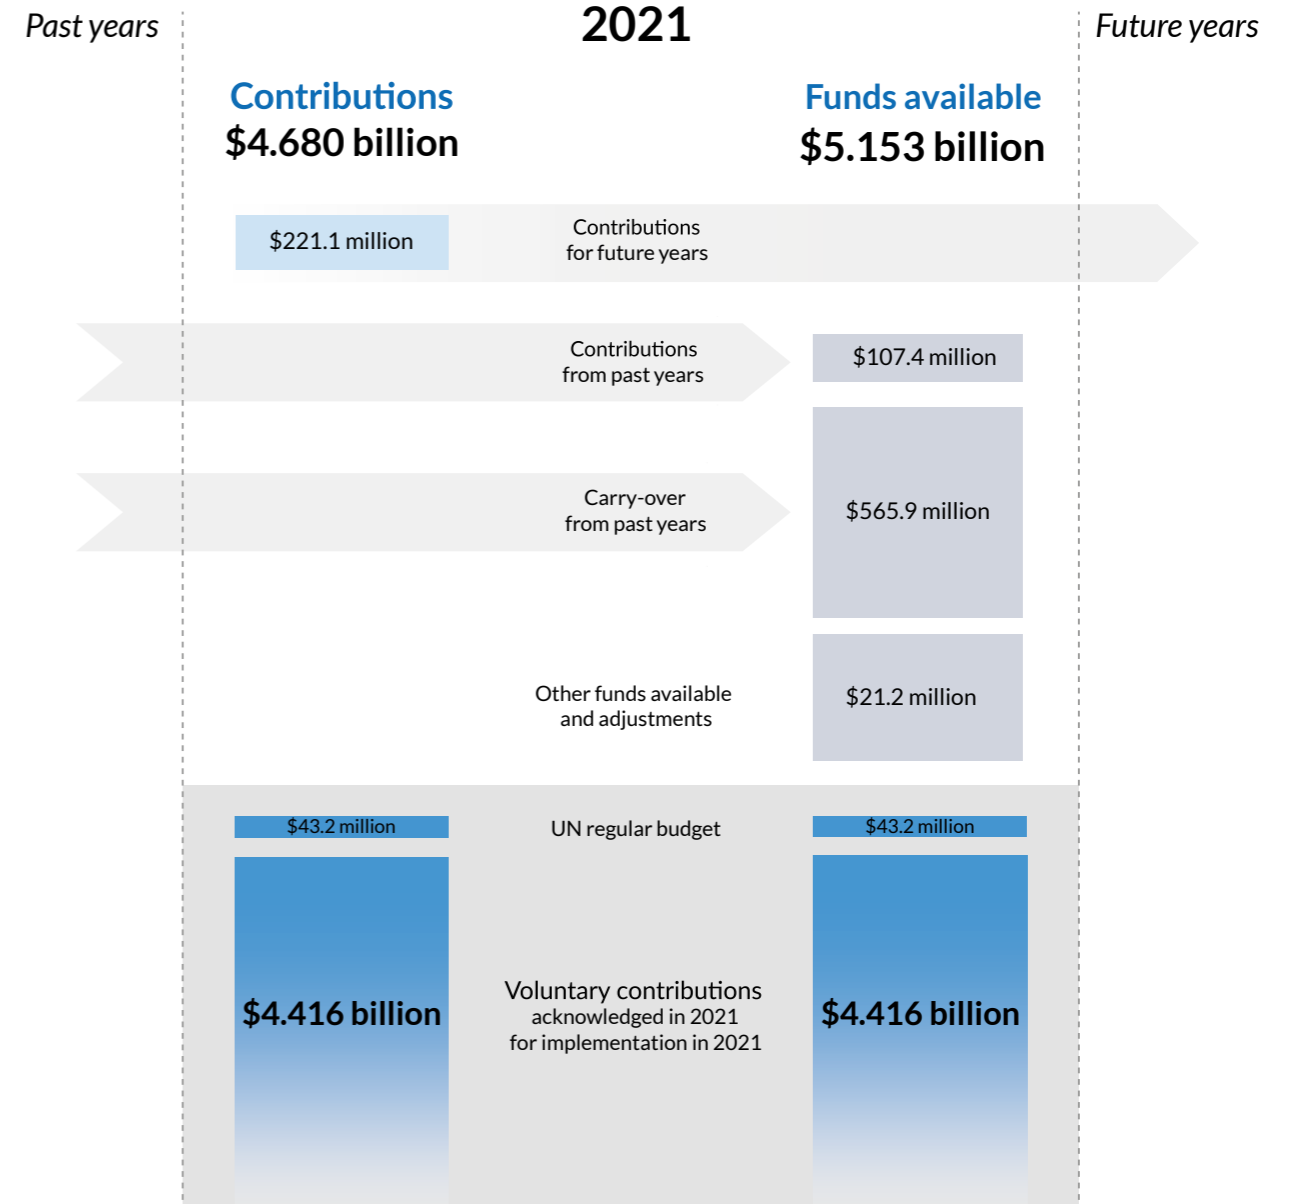 Past years
2021
Future years
Contributions
$4.680 billion
Funds available
$5.153 billion
$221.1 million
Contributions
for future years
Contributions
from past years
$107.4 million
Carry-over
from past years
$565.9 million
Other funds available
and adjustments
$21.2 million
$43.2 million
UN regular budget
$43.2 million
$4.416 billion
Voluntary contributions
acknowledged in 2021
for implementation in 2021
$4.416 billion